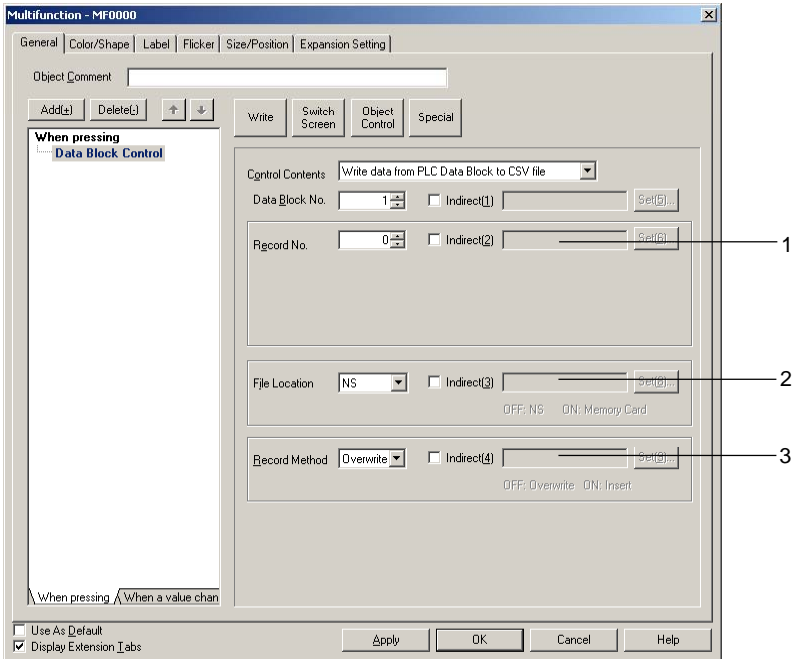 Multifunction - MF0000
General Color/Shape Label Flicker Size/Position Expansion Setting
Object Comment
Add(+) Delete(-)
Write Switch Screen Object Control Special
When pressing
Data Block Control
Control Contents Write data from PLC Data Block to CSV file
Data Block No. 1 Indirect(1) Set(5)...
Record No. 0 Indirect(2) Set(6)... 1
File Location NS Indirect(3) Set(8)... 2
OFF: NS ON: Memory Card
Record Method Overwrite Indirect(4) Set(9)... 3
OFF: Overwrite ON: Insert
When pressing When a value chan
Use As Default
Display Extension Tabs
Apply OK Cancel Help